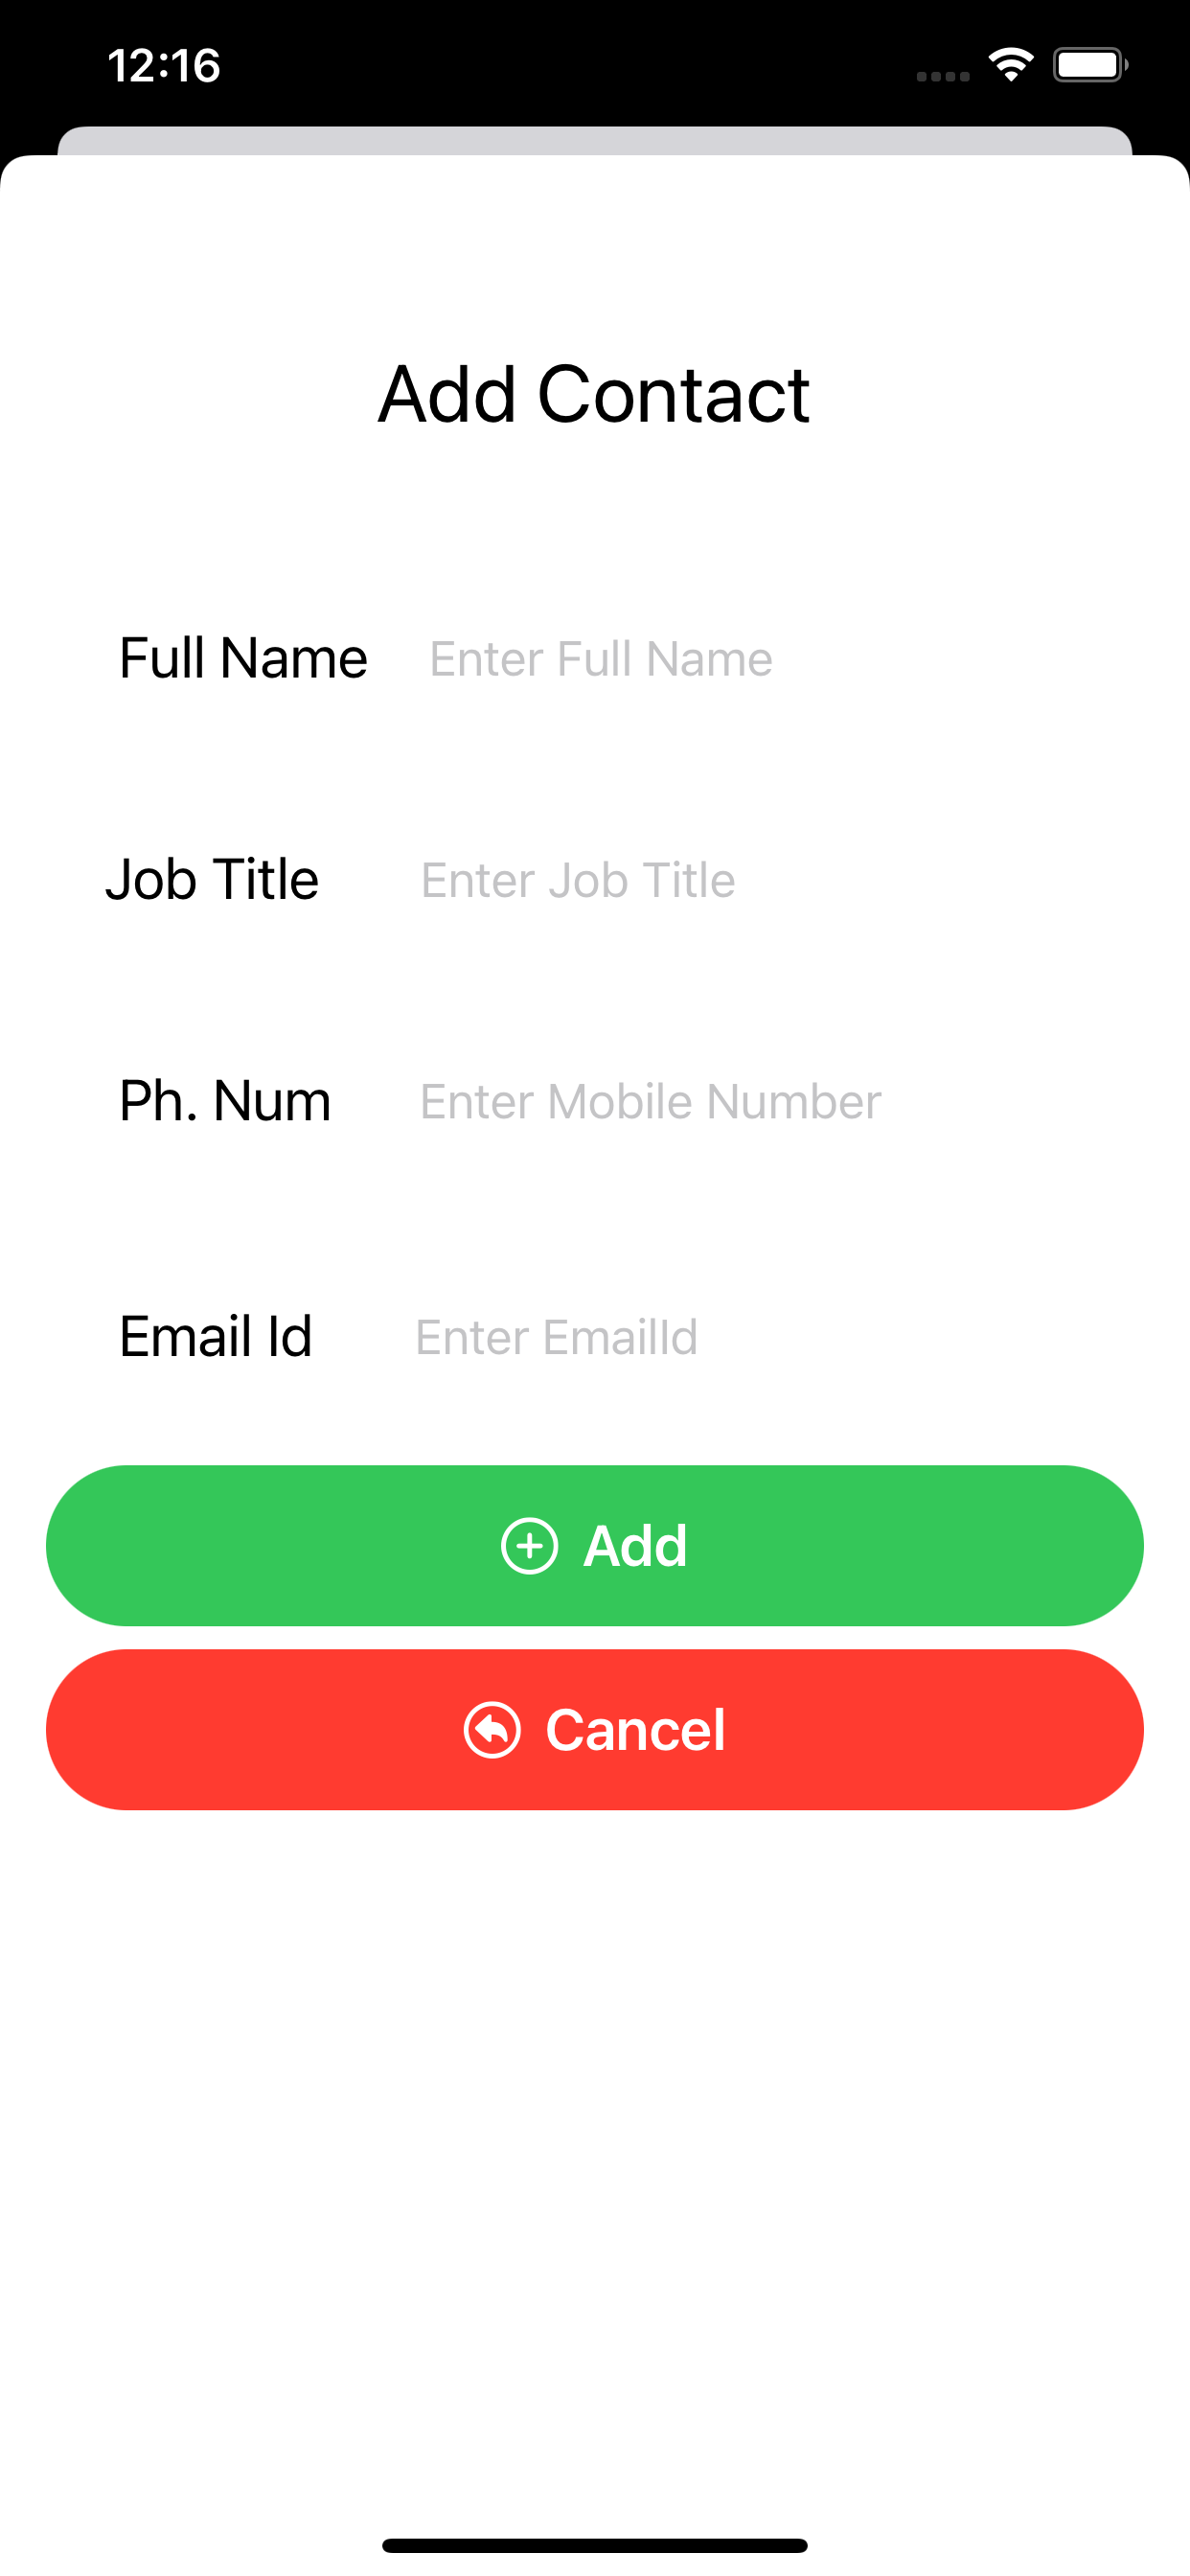 12:16
Add Contact
Full Name Enter Full Name
Job Title Enter Job Title
Ph. Num Enter Mobile Number
Email Id Enter EmailId
Add
Cancel